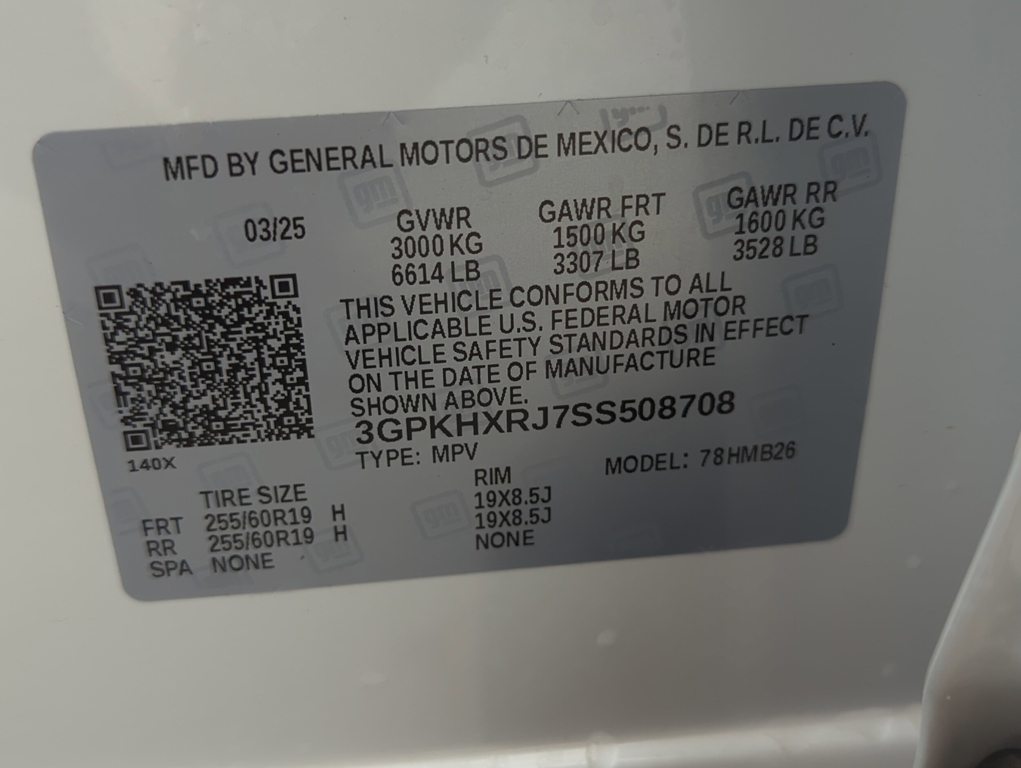 MFD BY GENERAL MOTORS DE MEXICO, S. DE R.L. DE C.V.
03/25
GVWR
3000 KG
6614 LB
GAWR FRT
1500 KG
3307 LB
GAWR RR
1600 KG
3528 LB
THIS VEHICLE CONFORMS TO ALL
APPLICABLE U.S. FEDERAL MOTOR
VEHICLE SAFETY STANDARDS IN EFFECT
ON THE DATE OF MANUFACTURE
SHOWN ABOVE.
3GPKHXRJ7SS508708
140X
TYPE: MPV
MODEL: 78HMB26
TIRE SIZE
RIM
FRT 255/60R19 H 19X8.5J
RR 255/60R19 H 19X8.5J
SPA NONE NONE